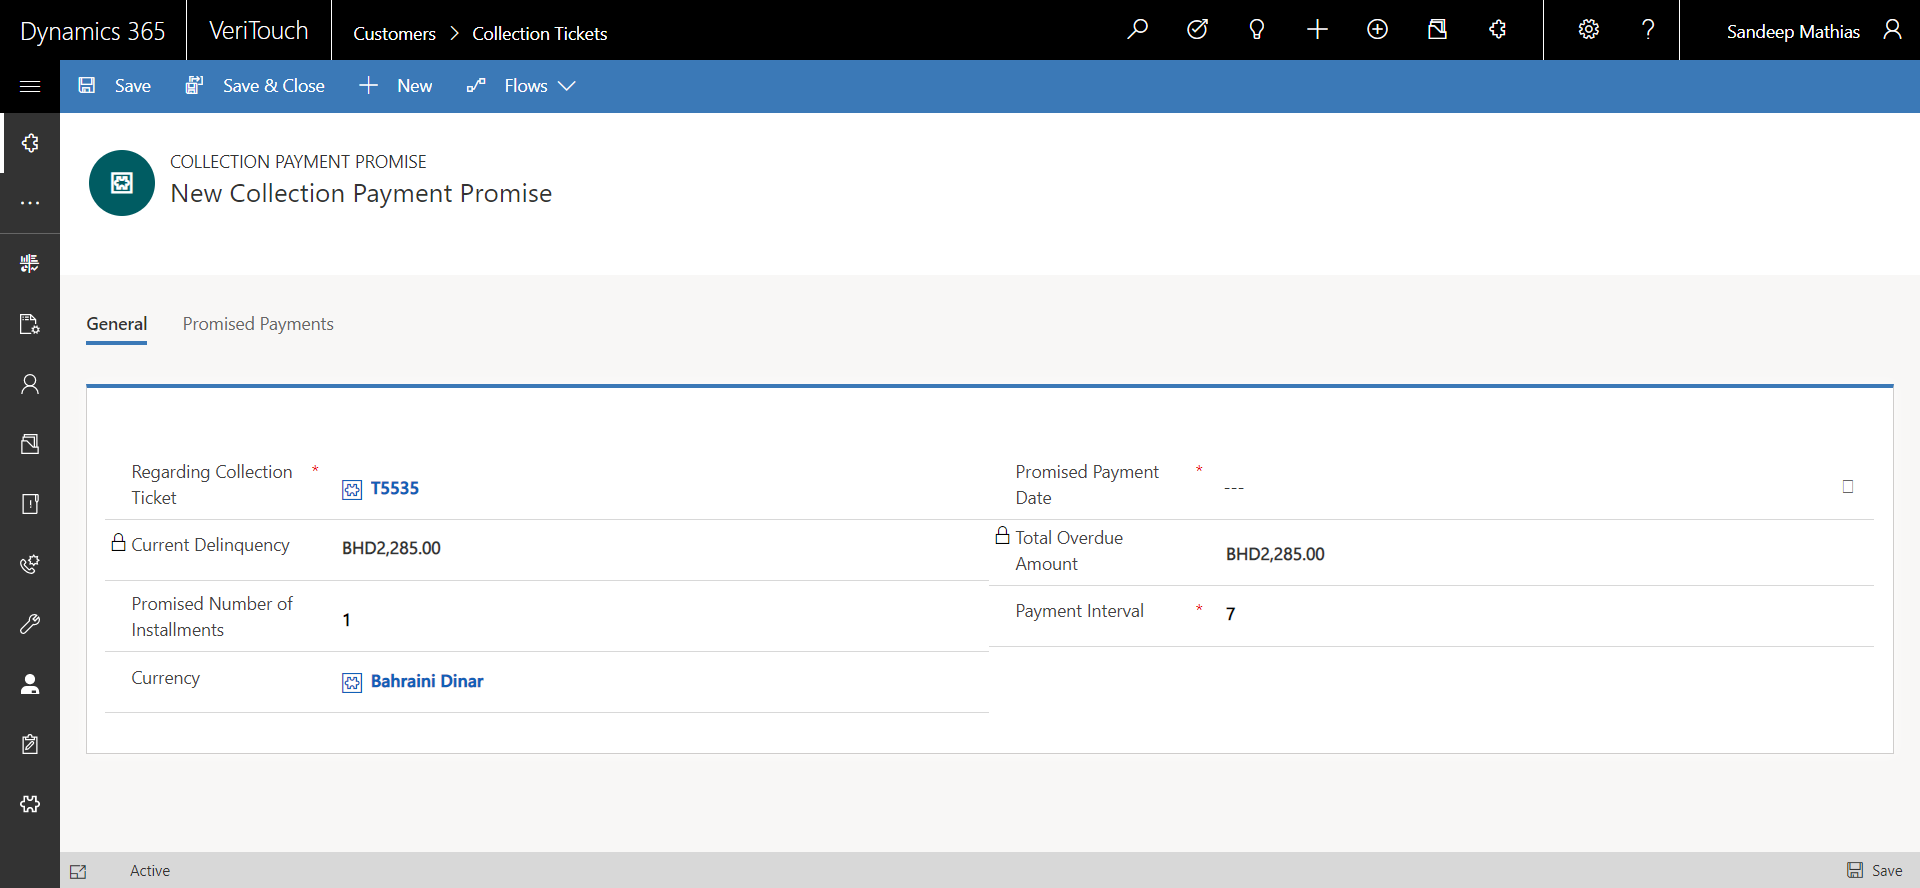 Dynamics 365
VeriTouch
Customers > Collection Tickets
Sandeep Mathias
Save
Save & Close
New
Flows
COLLECTION PAYMENT PROMISE
New Collection Payment Promise
General
Promised Payments
Regarding Collection
Ticket
*
T5535
Promised Payment
Date
*
---
Current Delinquency
BHD2,285.00
Total Overdue
Amount
BHD2,285.00
Promised Number of
Installments
1
Payment Interval
*
7
Currency
Bahraini Dinar
Active
Save